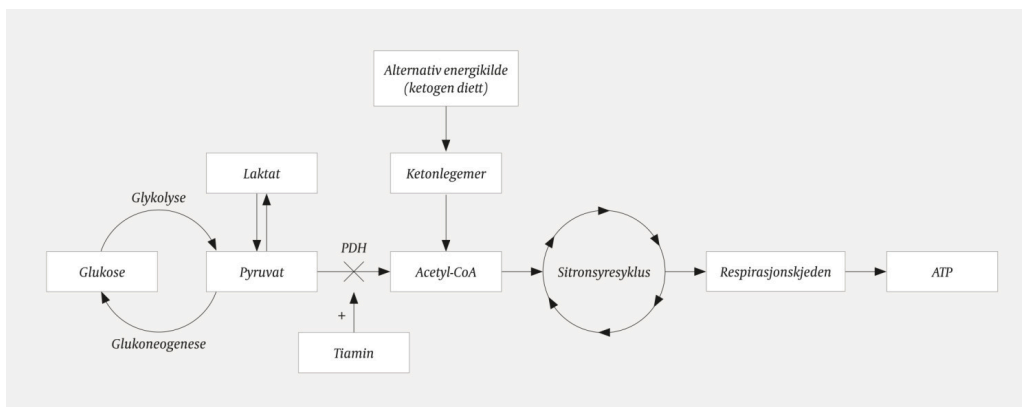 Alternativ energikilde
(ketogen diett)
Laktat
Ketonlegemer
Glykolyse
PDH
Glukose
Pyruvat
Acetyl-CoA
Sitronsyresyklus
Respirasjonskjeden
ATP
+
Glukoneogenese
Tiamin